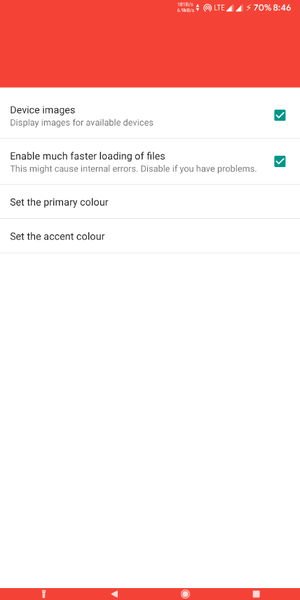 LTE 70% 8:46
Device images
Display images for available devices
Enable much faster loading of files
This might cause internal errors. Disable if you have problems.
Set the primary colour
Set the accent colour